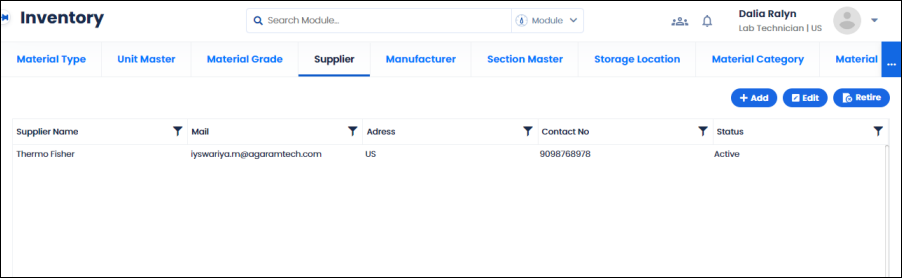 Inventory
Search Module...
Module
Dalia Ralyn
Lab Technician | US
Material Type Unit Master Material Grade Supplier Manufacturer Section Master Storage Location Material Category Material ...
+ Add Edit Retire
Supplier Name Mail Adress Contact No Status
Thermo Fisher iyswariya.m@agaramtech.com US 9098768978 Active